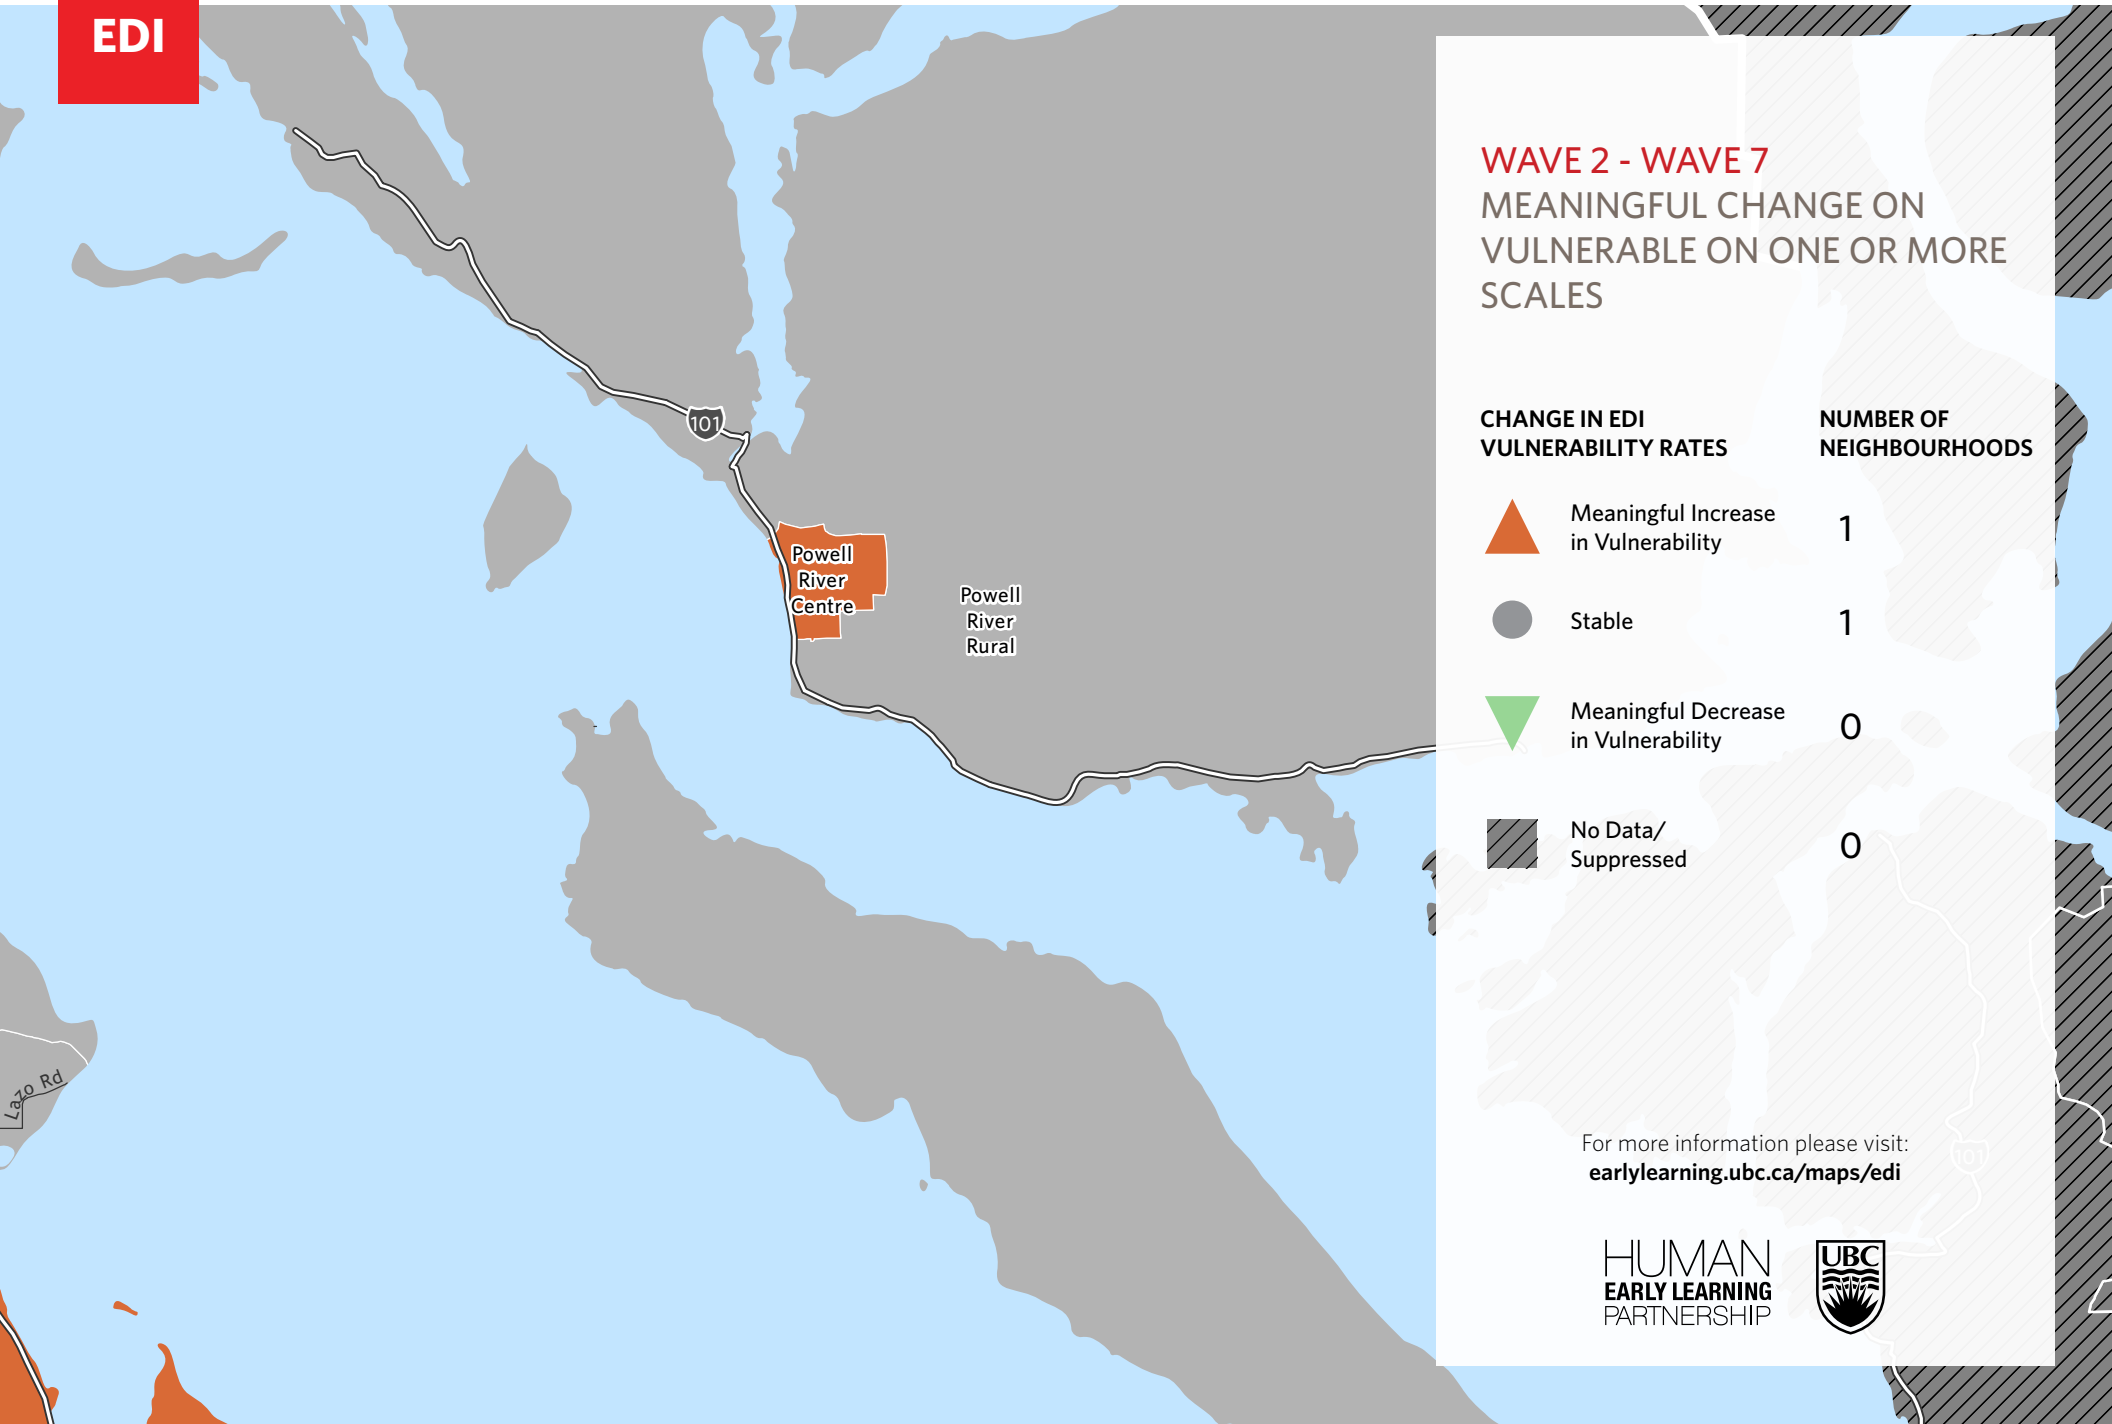 EDI
101
Powell
River
Centre
Powell
River
Rural
Lazo Rd
WAVE 2 - WAVE 7
MEANINGFUL CHANGE ON
VULNERABLE ON ONE OR MORE
SCALES
CHANGE IN EDI
VULNERABILITY RATES
NUMBER OF
NEIGHBOURHOODS
Meaningful Increase
in Vulnerability
1
Stable
1
Meaningful Decrease
in Vulnerability
0
No Data/
Suppressed
0
For more information please visit:
earlylearning.ubc.ca/maps/edi
101
HUMAN
EARLY LEARNING
PARTNERSHIP
UBC